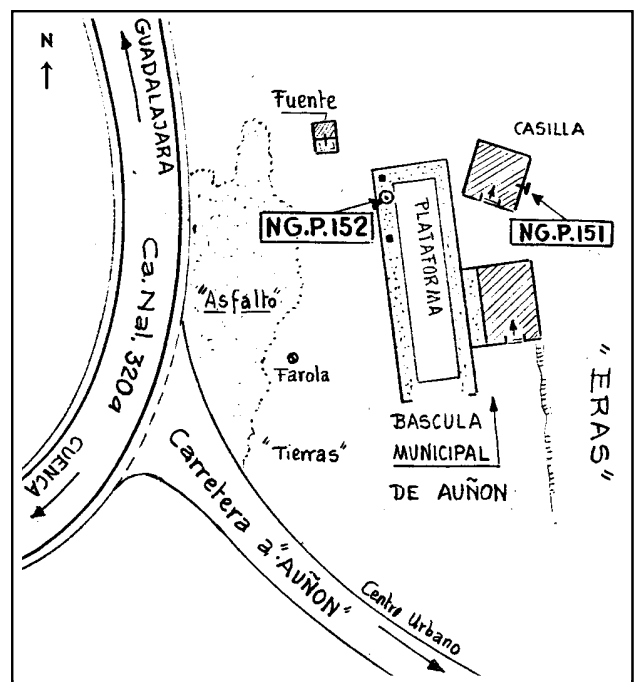 N
GUADALAJARA
Fuente
CASILLA
NG.P.152
PLATAFORMA
NG.P.151
Ca. Nal. 320a
"Asfalto"
Farola
"ERAS"
BASCULA
MUNICIPAL
DE AUÑON
"Tierras"
CUENCA
Carretera a "AUÑON"
Centro Urbano